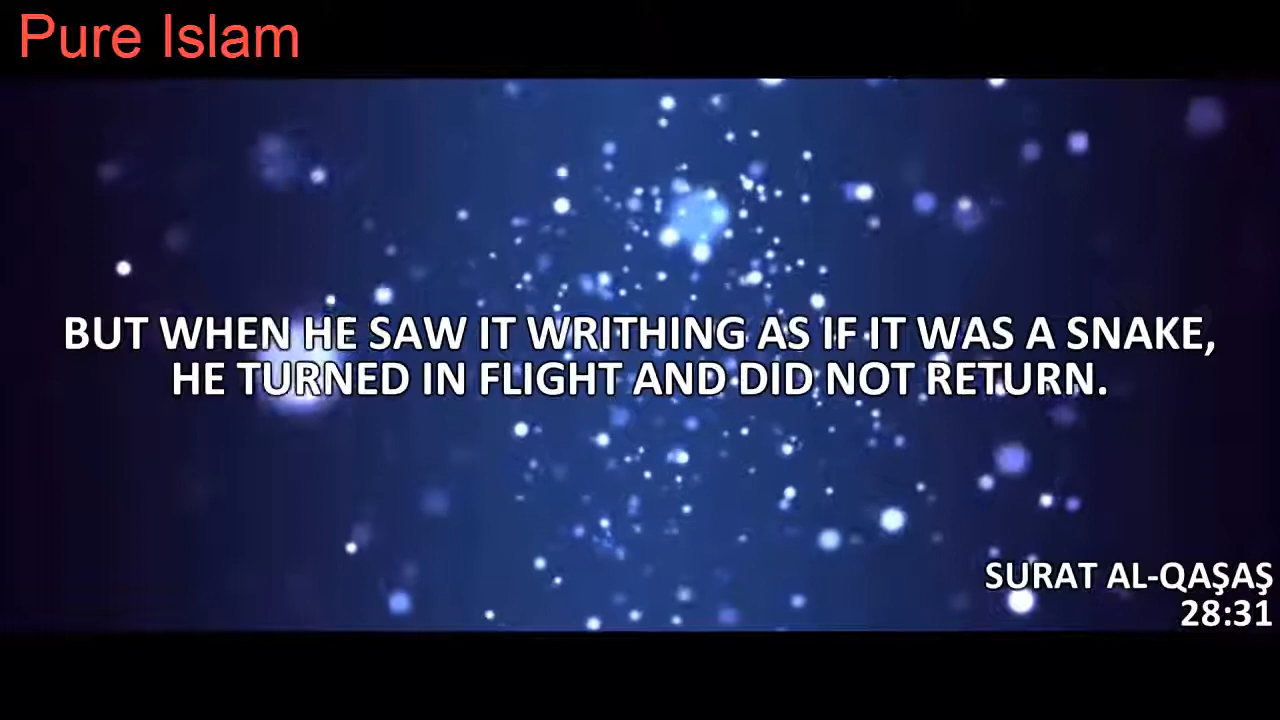 Pure Islam
BUT WHEN HE SAW IT WRITHING AS IF IT WAS A SNAKE,
HE TURNED IN FLIGHT AND DID NOT RETURN.
SURAT AL-QAŞAŞ
28:31